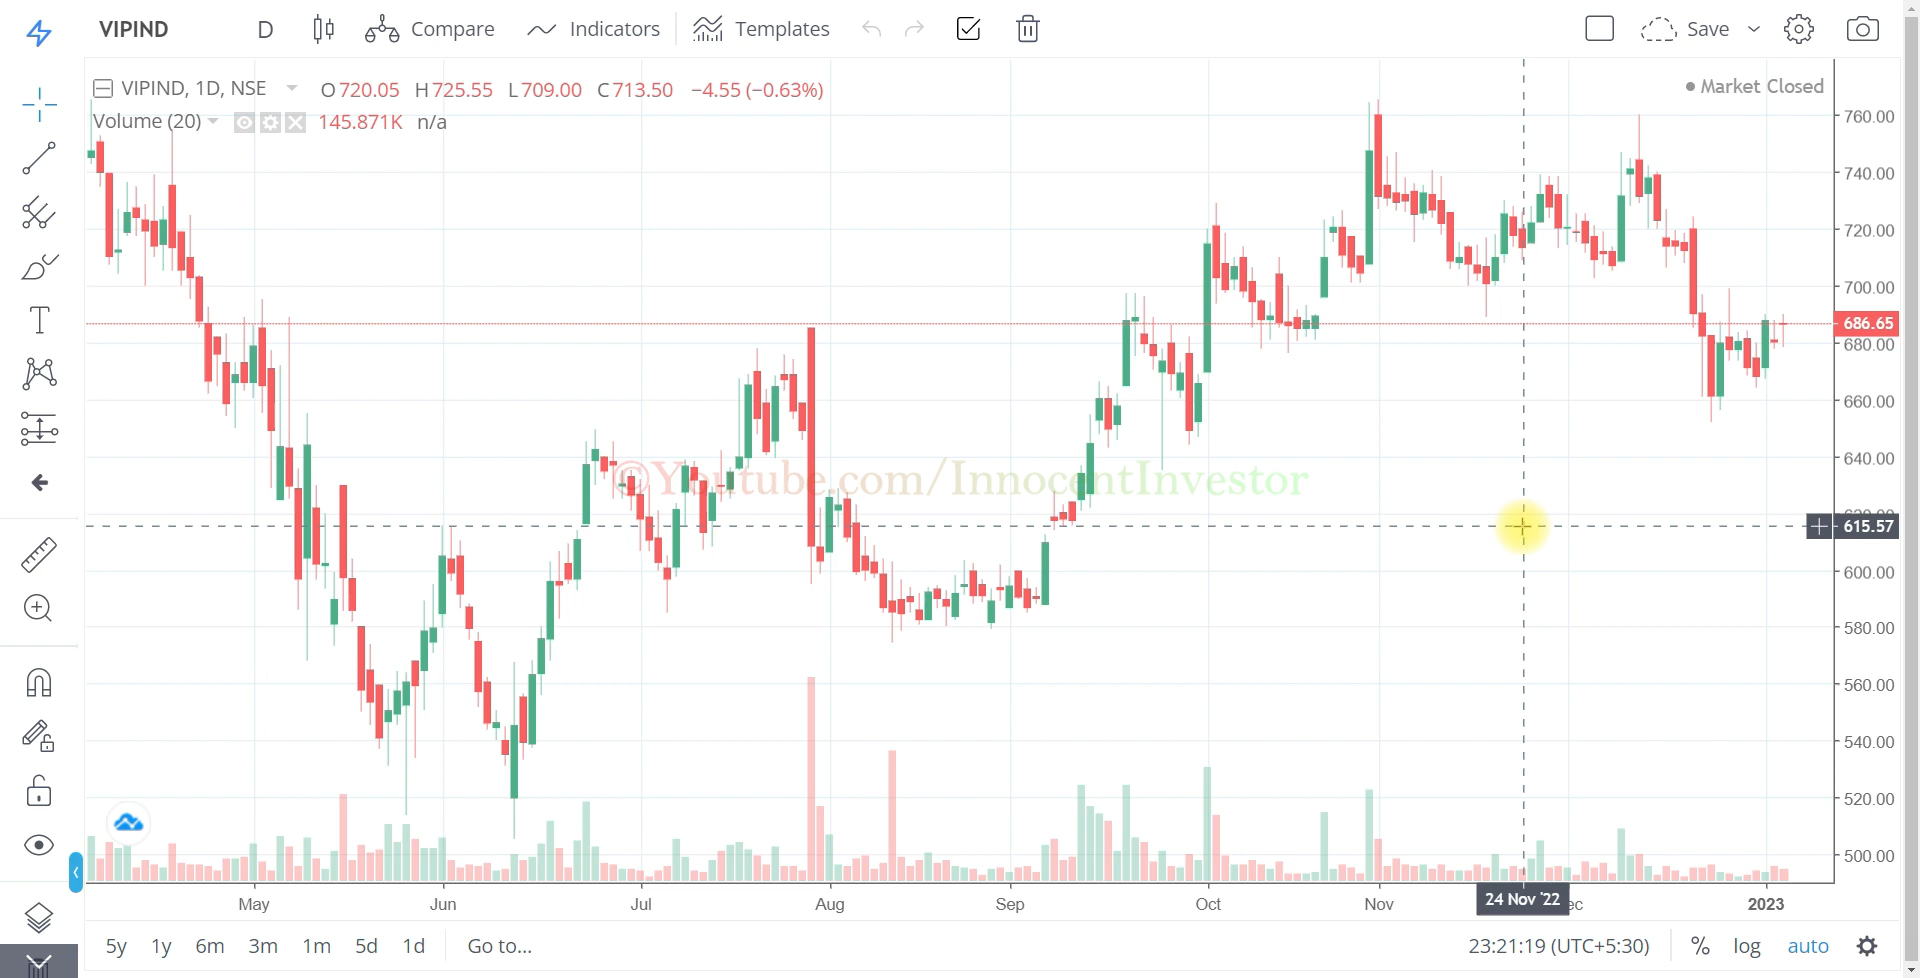 VIPIND D Compare Indicators Templates Save
VIPIND, 1D, NSE O720.05 H725.55 L709.00 C713.50 −4.55 (−0.63%)
Market Closed
Volume (20) 145.871K n/a
760.00
740.00
720.00
700.00
686.65
680.00
660.00
640.00
©Youtube.com/InnocentInvestor
615.57
600.00
580.00
560.00
540.00
520.00
500.00
May Jun Jul Aug Sep Oct Nov 24 Nov '22 2023
5y 1y 6m 3m 1m 5d 1d Go to... 23:21:19 (UTC+5:30) % log auto